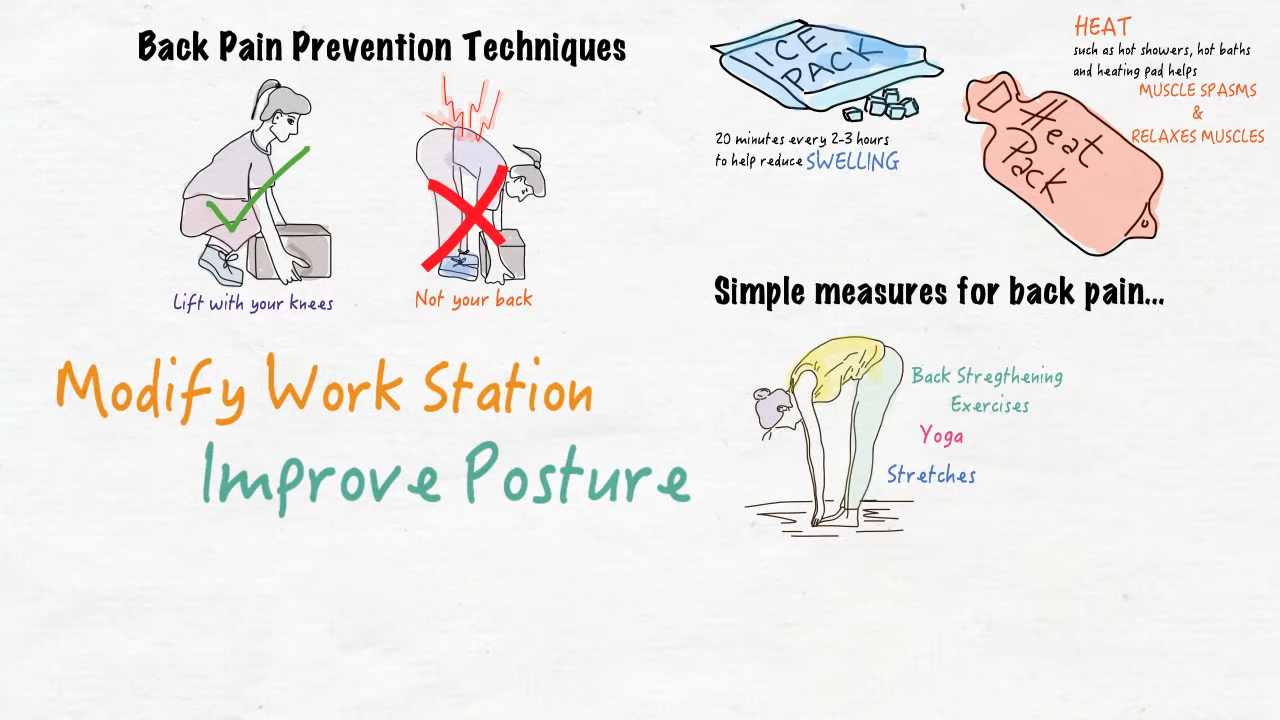 Back Pain Prevention Techniques
Lift with your knees
Not your back
Modify Work Station
Improve Posture
ICE
PACK
20 minutes every 2-3 hours
to help reduce SWELLING
HEAT
such as hot showers, hot baths
and heating pad helps
MUSCLE SPASMS
&
RELAXES MUSCLES
Heat
Pack
Simple measures for back pain...
Back Stregthening
Exercises
Yoga
Stretches